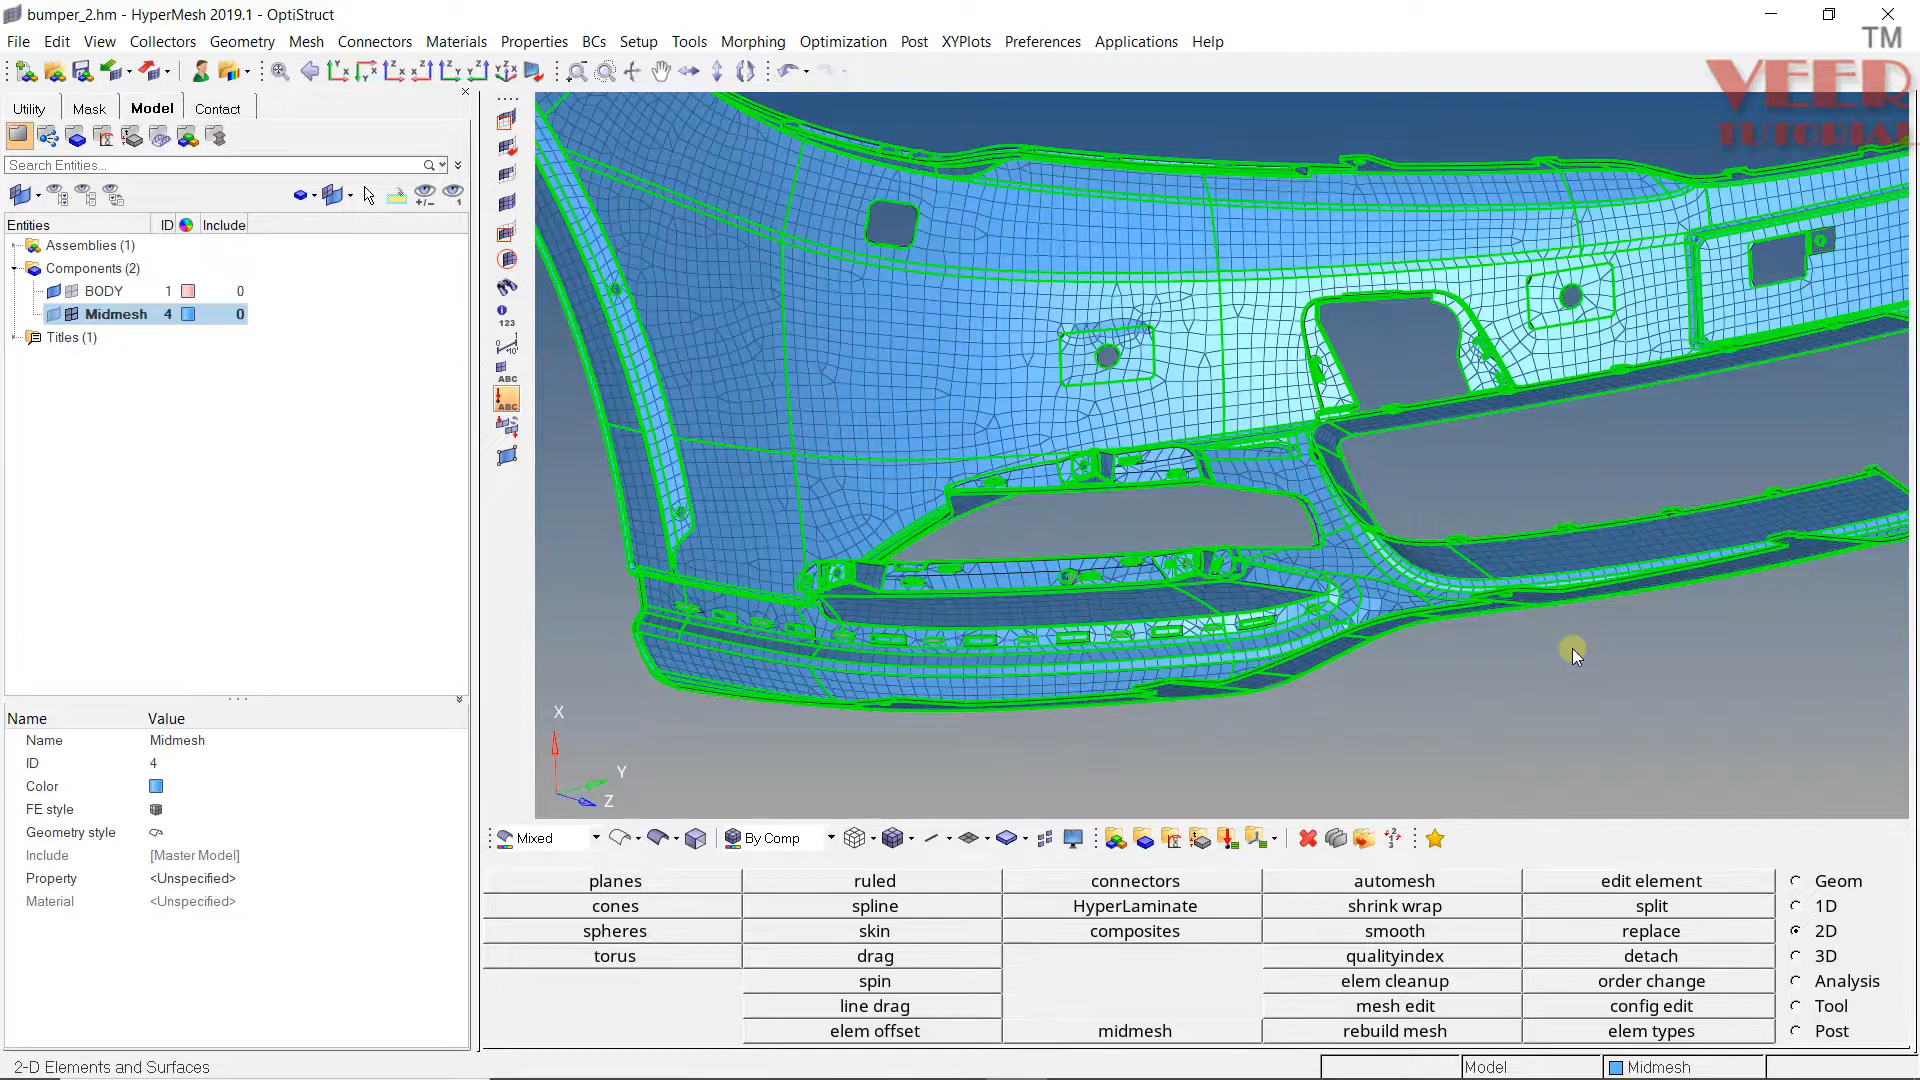 bumper_2.hm - HyperMesh 2019.1 - OptiStruct
TM
File Edit View Collectors Geometry Mesh Connectors Materials Properties BCs Setup Tools Morphing Optimization Post XYPlots Preferences Applications Help
VEER
TUTORIAL
Utility Mask Model Contact
Search Entities...
Entities ID Include
Assemblies (1)
Components (2)
BODY 1 0
Midmesh 4 0
Titles (1)
123
ABC
ABC
X
Y
Z
Name Value
Name Midmesh
ID 4
Color
FE style
Geometry style
Include [Master Model]
Property <Unspecified>
Material <Unspecified>
Mixed By Comp
planes ruled connectors automesh edit element Geom
cones spline HyperLaminate shrink wrap split 1D
spheres skin composites smooth replace 2D
torus drag qualityindex detach 3D
spin elem cleanup order change Analysis
line drag mesh edit config edit Tool
elem offset midmesh rebuild mesh elem types Post
2-D Elements and Surfaces Model Midmesh